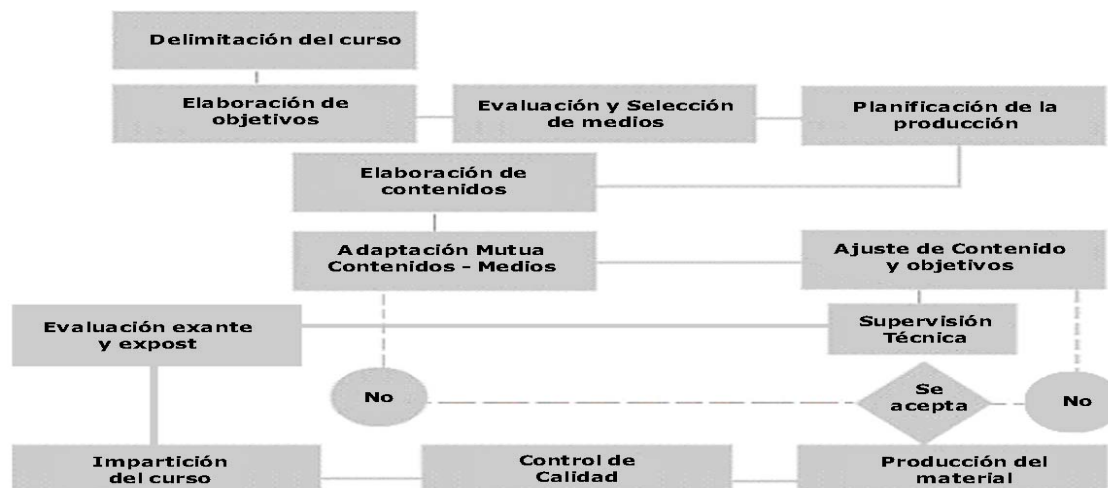 Delimitación del curso
Elaboración de
objetivos
Evaluación y Selección
de medios
Planificación de la
producción
Elaboración de
contenidos
Adaptación Mutua
Contenidos - Medios
Ajuste de Contenido
y objetivos
Evaluación exante
y expost
Supervisión
Técnica
No
Se
acepta
No
Impartición
del curso
Control de
Calidad
Producción del
material